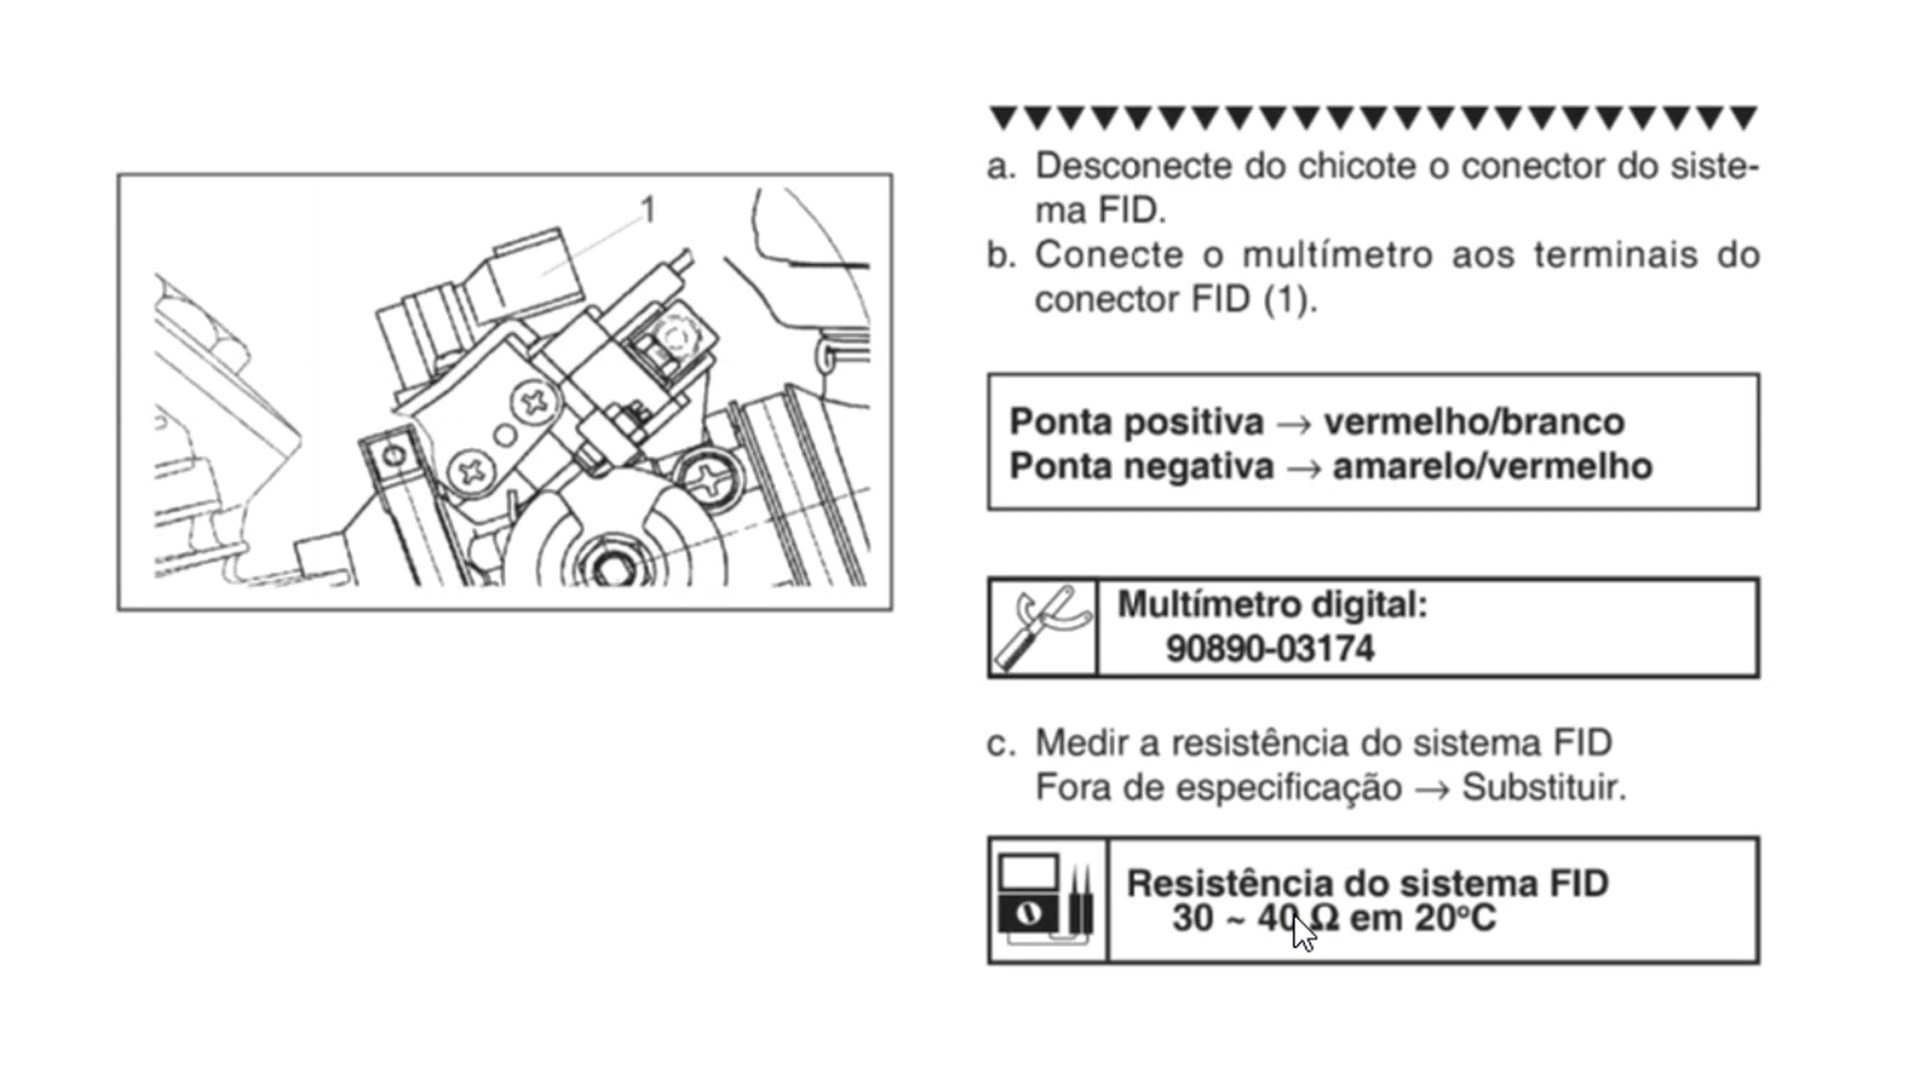 1
a. Desconecte do chicote o conector do siste-
ma FID.
b. Conecte o multímetro aos terminais do
conector FID (1).
Ponta positiva → vermelho/branco
Ponta negativa → amarelo/vermelho
Multímetro digital:
90890-03174
c. Medir a resistência do sistema FID
Fora de especificação → Substituir.
Resistência do sistema FID
30 ~ 40 Ω em 20ºC